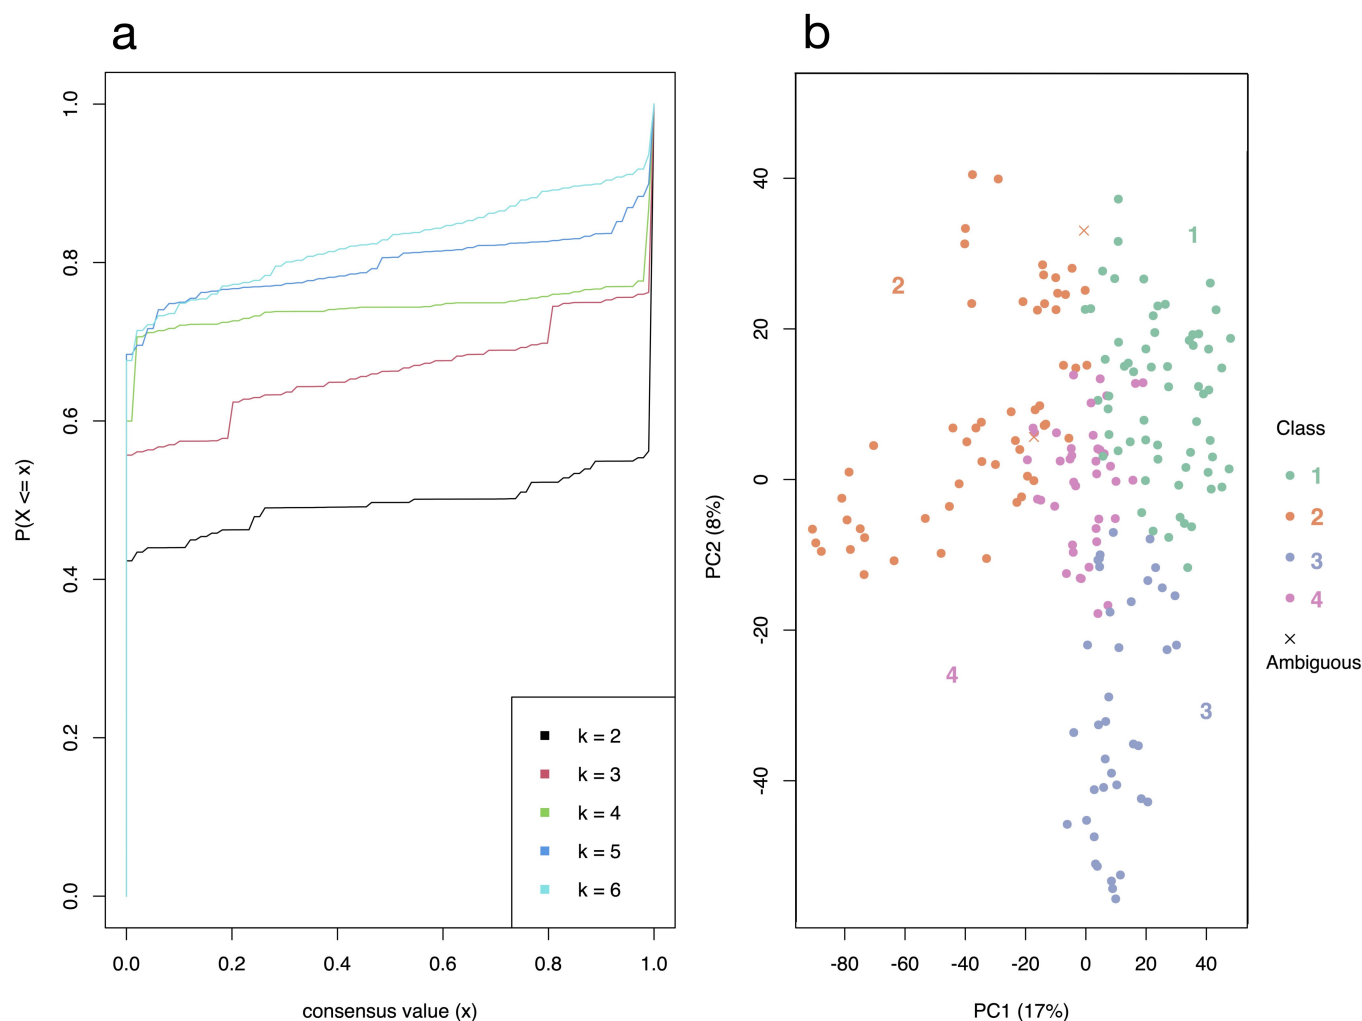 a
P(X <= x)
1.0
0.8
0.6
0.4
0.2
0.0
k = 2
k = 3
k = 4
k = 5
k = 6
0.0 0.2 0.4 0.6 0.8 1.0
consensus value (x)
b
PC2 (8%)
40
20
0
-20
-40
1
2
4
3
-80 -60 -40 -20 0 20 40
PC1 (17%)
Class
1
2
3
4
Ambiguous